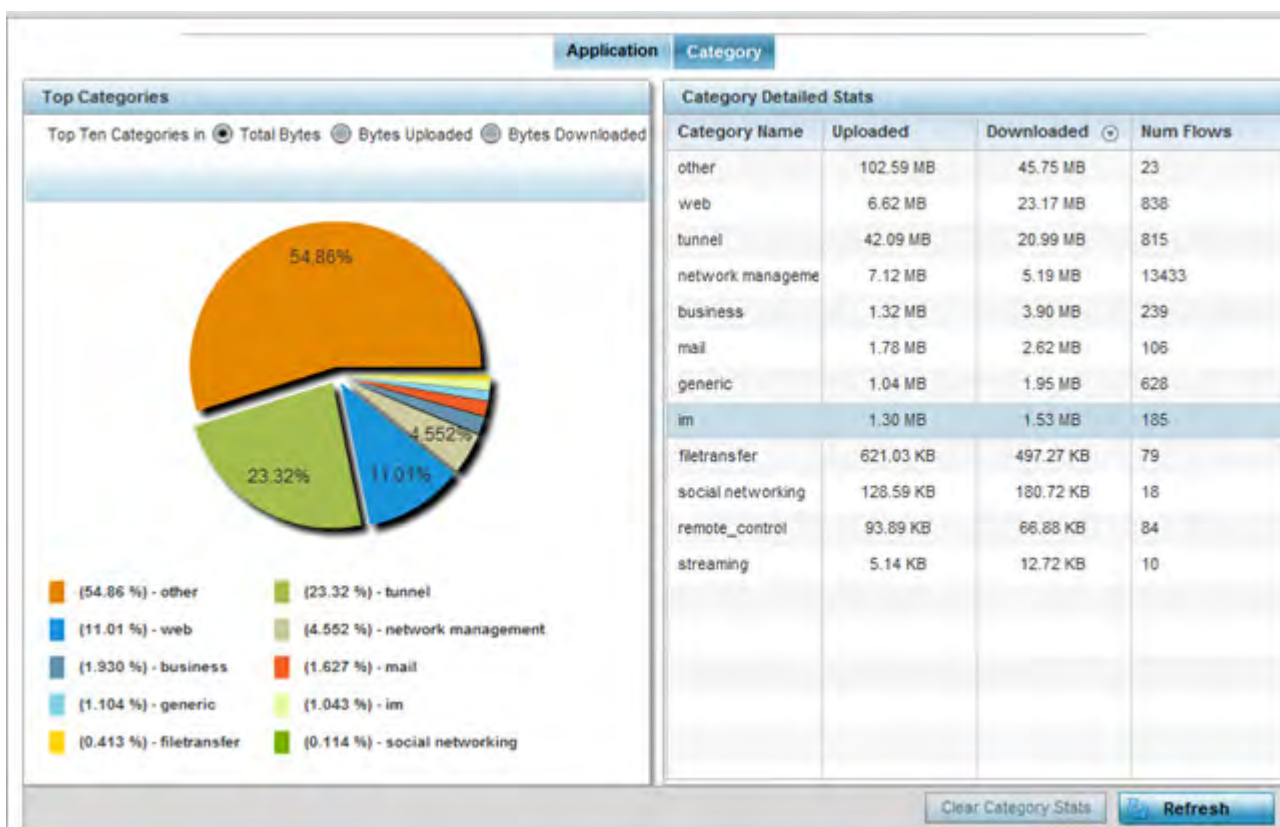 Application Category
Top Categories
Top Ten Categories in Total Bytes Bytes Uploaded Bytes Downloaded
54.86%
4.552%
23.32%
11.01%
(54.86 %) - other (23.32 %) - tunnel
(11.01 %) - web (4.552 %) - network management
(1.930 %) - business (1.627 %) - mail
(1.104 %) - generic (1.043 %) - im
(0.413 %) - filetransfer (0.114 %) - social networking
Category Detailed Stats
Category Name Uploaded Downloaded Num Flows
other 102.59 MB 45.75 MB 23
web 6.62 MB 23.17 MB 838
tunnel 42.09 MB 20.99 MB 815
network manageme 7.12 MB 5.19 MB 13433
business 1.32 MB 3.90 MB 239
mail 1.78 MB 2.62 MB 106
generic 1.04 MB 1.95 MB 628
im 1.30 MB 1.53 MB 185
filetransfer 621.03 KB 497.27 KB 79
social networking 128.59 KB 180.72 KB 18
remote_control 93.89 KB 66.88 KB 84
streaming 5.14 KB 12.72 KB 10
Clear Category Stats Refresh